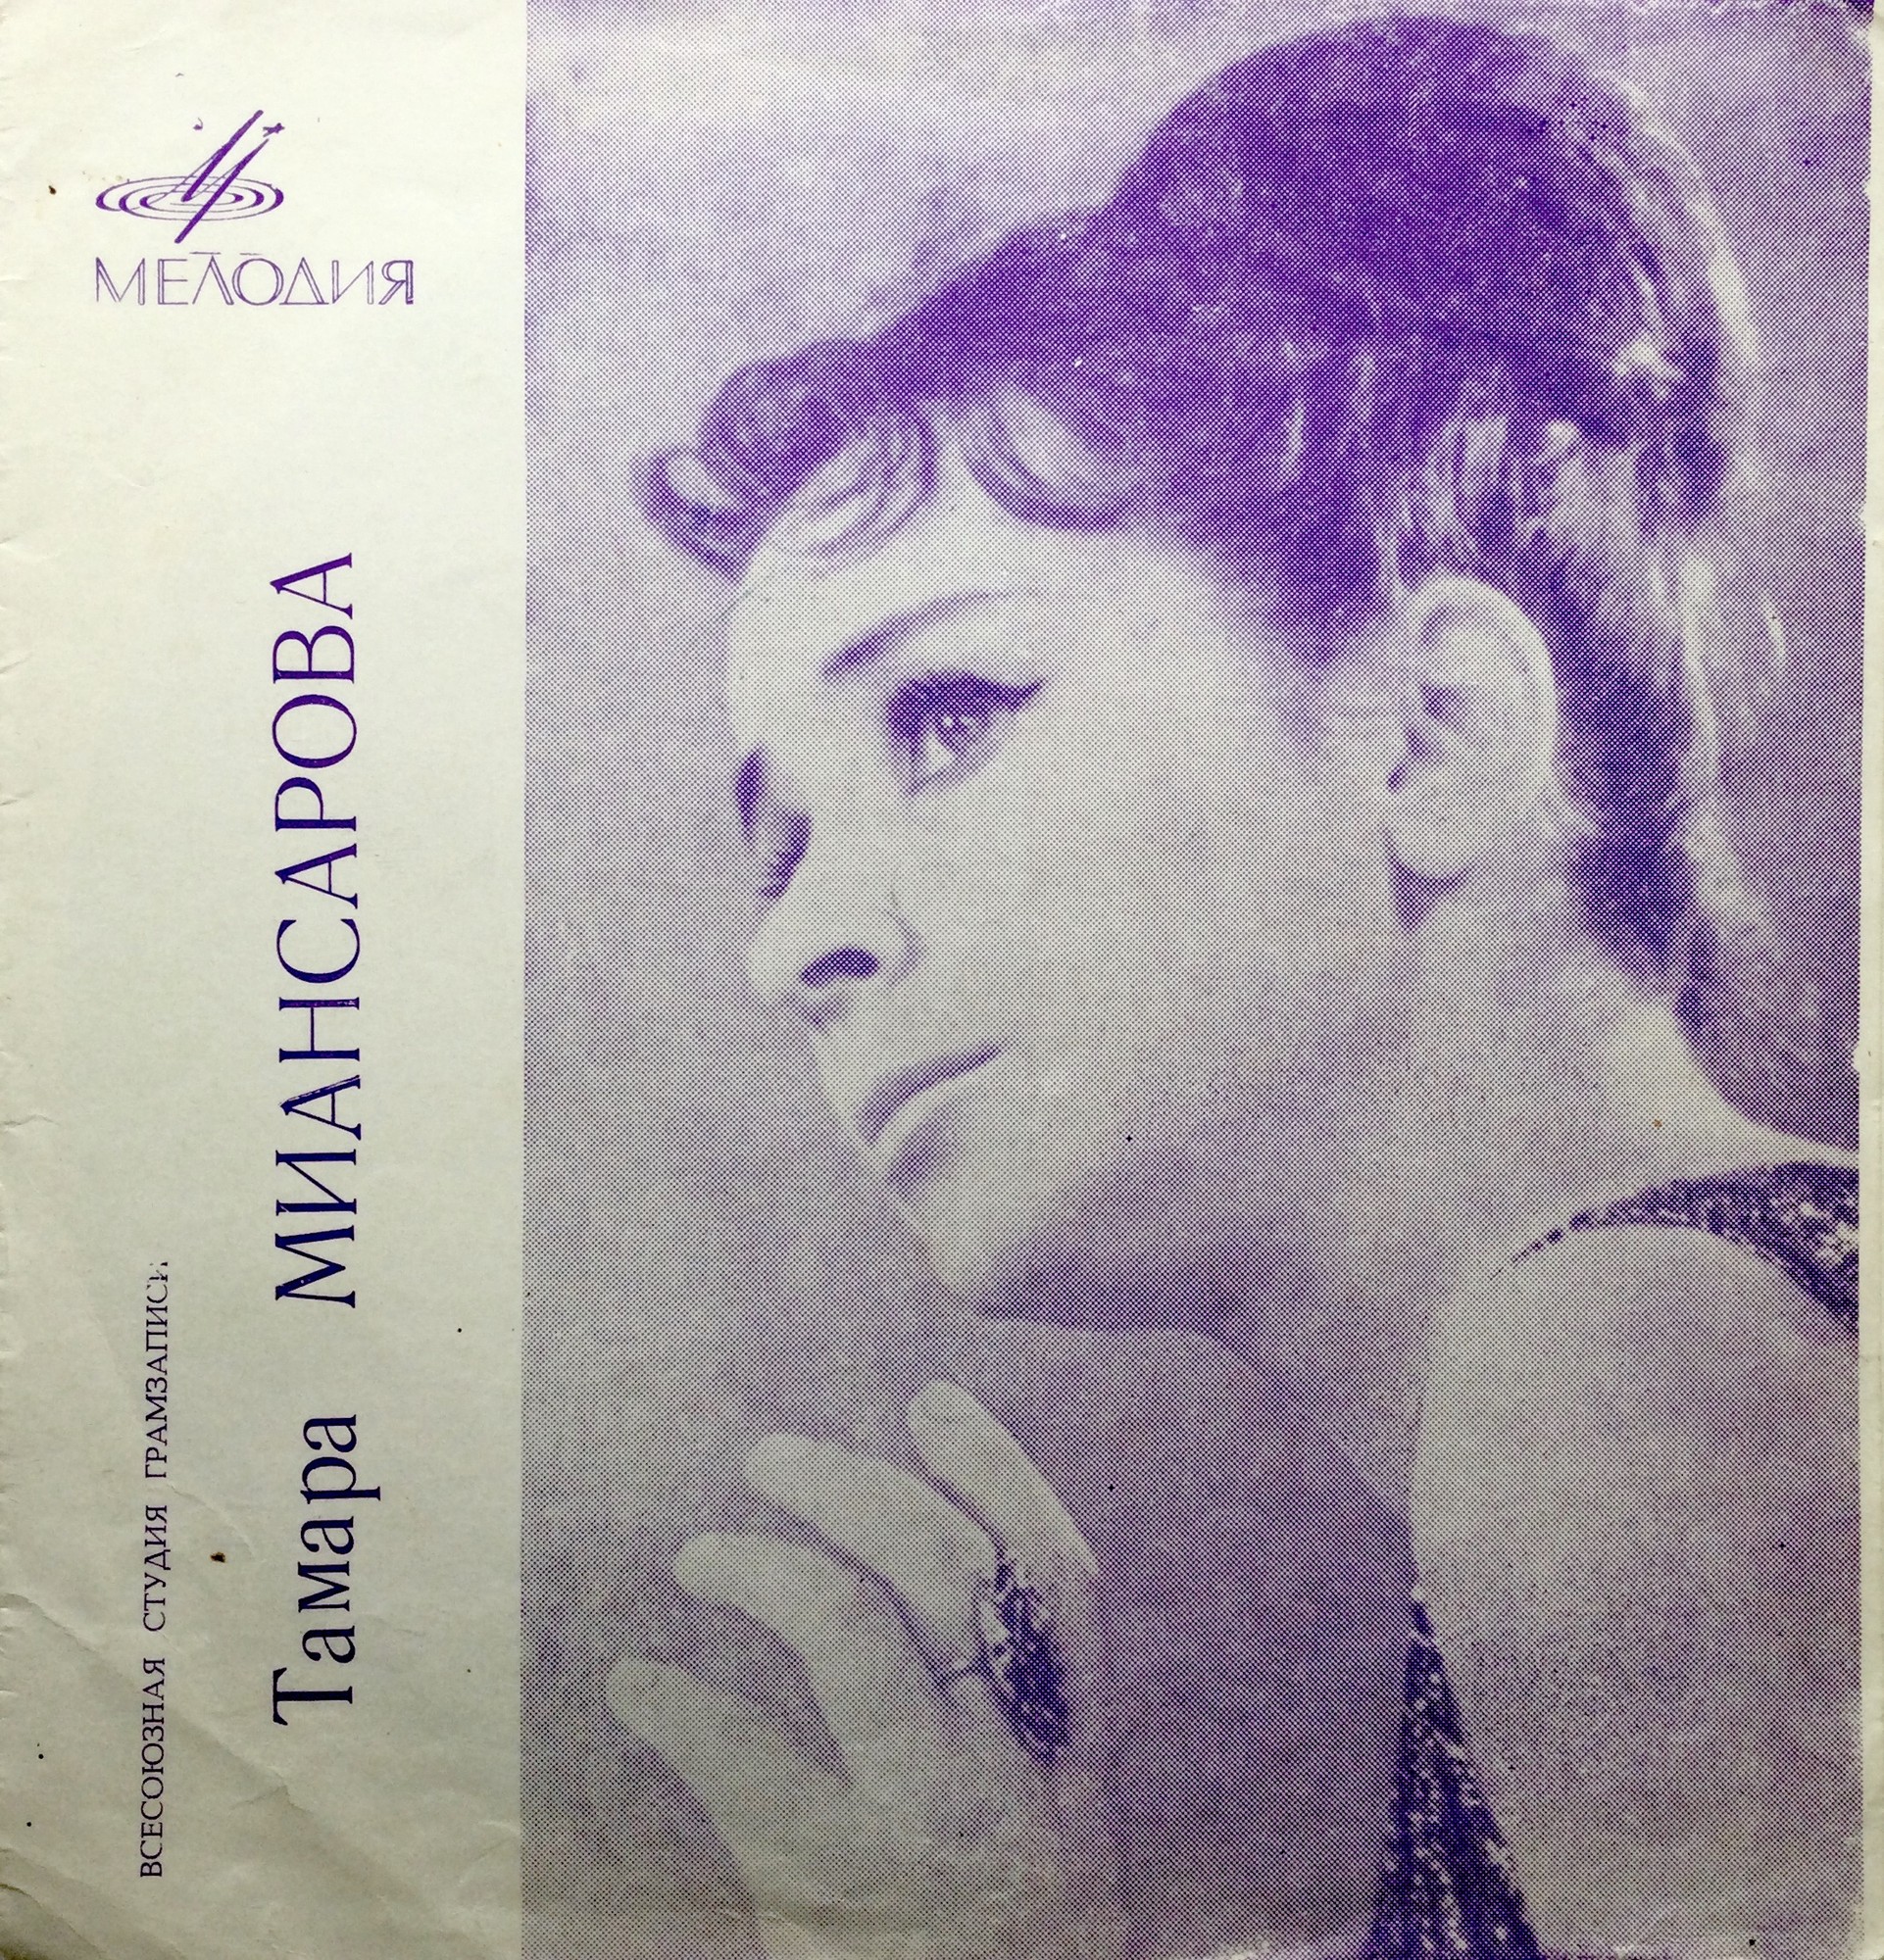 МЕЛОДИЯ
ВСЕСОЮЗНАЯ СТУДИЯ ГРАМЗАПИСИ
Тамара МИАНСАРОВА